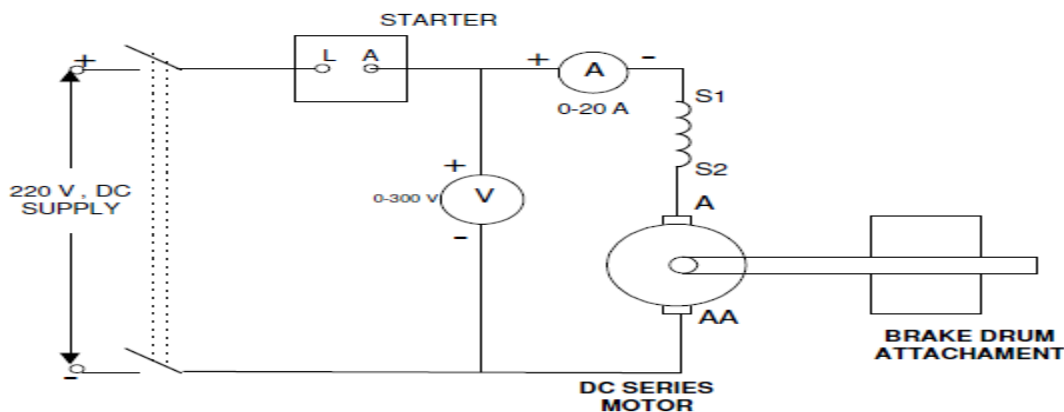 STARTER
+
L A
+ A -
0-20 A
S1
S2
220 V , DC
SUPPLY
+
0-300 V
V
-
A
AA
BRAKE DRUM
ATTACHAMENT
-
DC SERIES
MOTOR